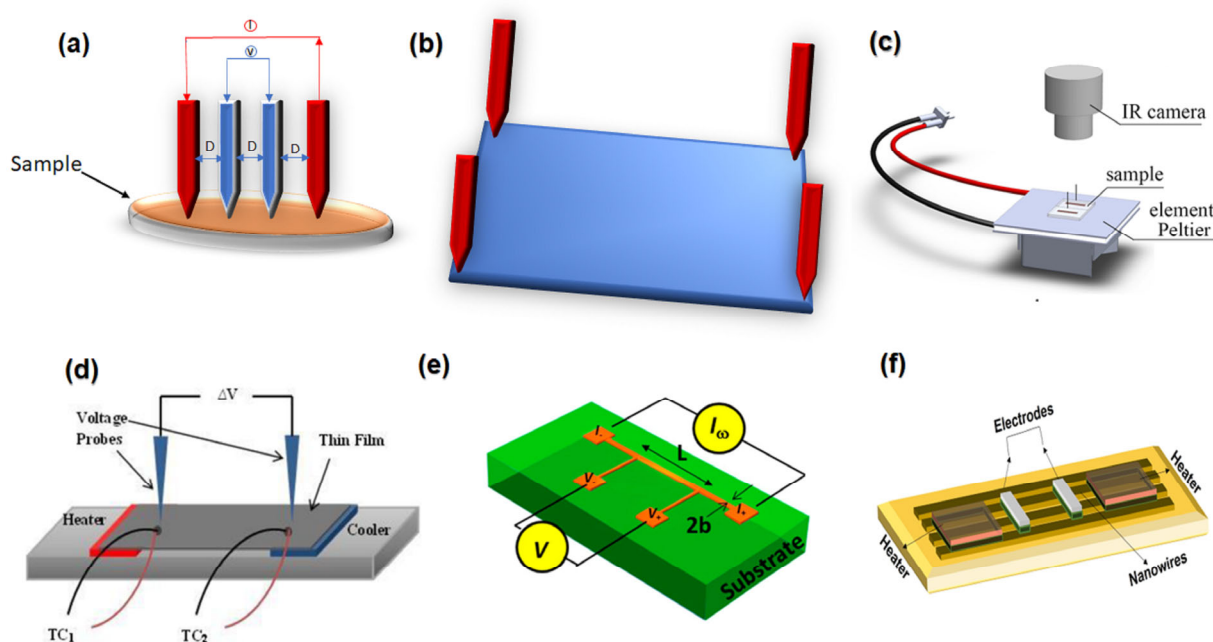 (a)
I
V
D
D
D
Sample
(b)
(c)
IR camera
sample
element
Peltier
(d)
ΔV
Voltage
Probes
Thin Film
Heater
Cooler
TC1
TC2
(e)
Iω
I-
L
V-
V+
I+
2b
V
Substrate
(f)
Electrodes
Heater
Heater
Nanowires